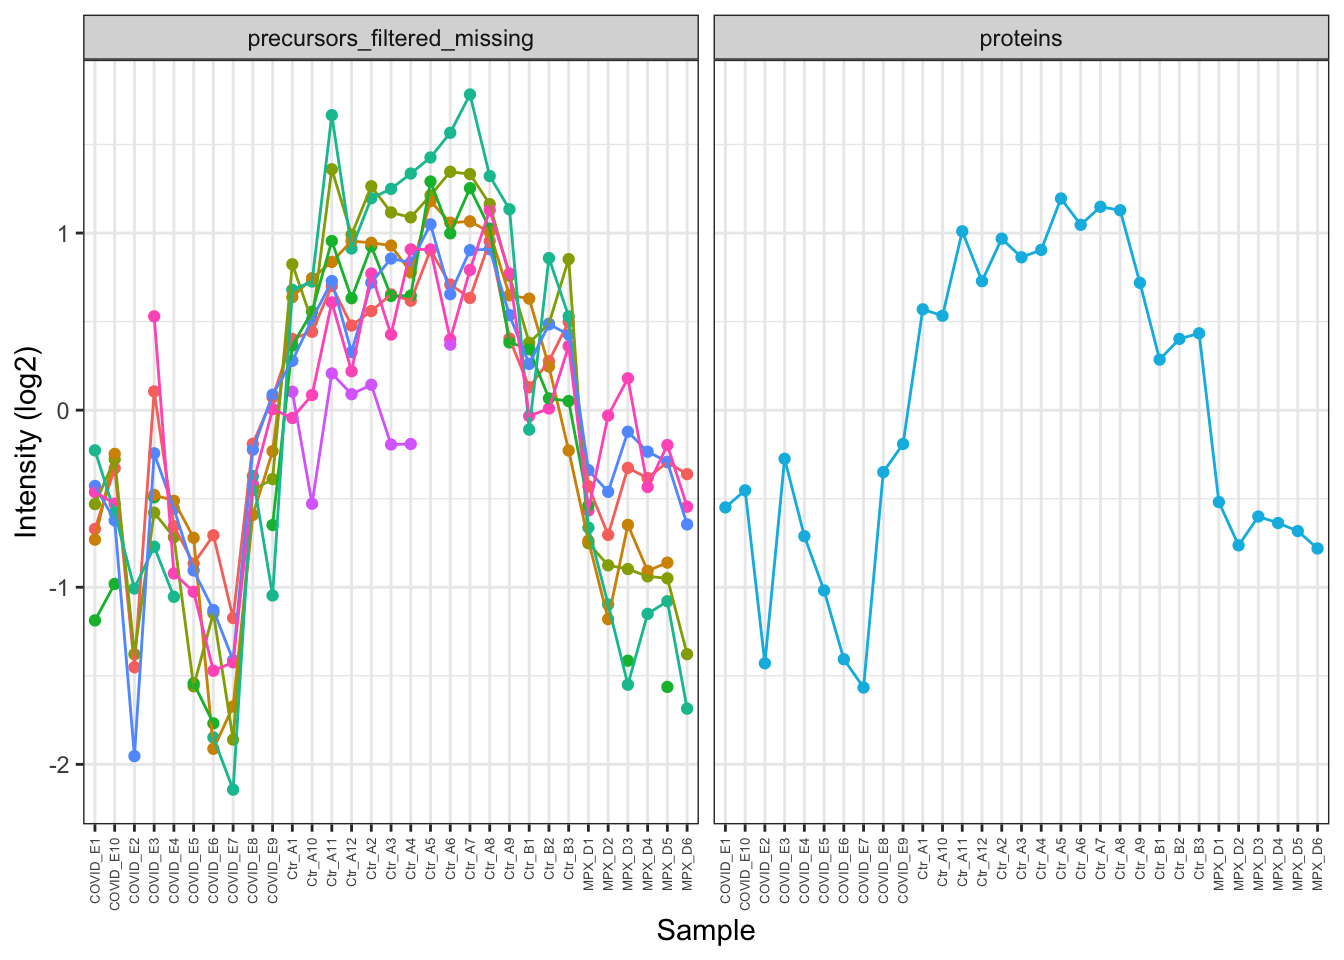 precursors_filtered_missing
proteins
Intensity (log2)
1
0
-1
-2
COVID_E1
COVID_E10
COVID_E2
COVID_E3
COVID_E4
COVID_E5
COVID_E6
COVID_E7
COVID_E8
COVID_E9
Ctr_A1
Ctr_A10
Ctr_A11
Ctr_A12
Ctr_A2
Ctr_A3
Ctr_A4
Ctr_A5
Ctr_A6
Ctr_A7
Ctr_A8
Ctr_A9
Ctr_B1
Ctr_B2
Ctr_B3
MPX_D1
MPX_D2
MPX_D3
MPX_D4
MPX_D5
MPX_D6
COVID_E1
COVID_E10
COVID_E2
COVID_E3
COVID_E4
COVID_E5
COVID_E6
COVID_E7
COVID_E8
COVID_E9
Ctr_A1
Ctr_A10
Ctr_A11
Ctr_A12
Ctr_A2
Ctr_A3
Ctr_A4
Ctr_A5
Ctr_A6
Ctr_A7
Ctr_A8
Ctr_A9
Ctr_B1
Ctr_B2
Ctr_B3
MPX_D1
MPX_D2
MPX_D3
MPX_D4
MPX_D5
MPX_D6
Sample